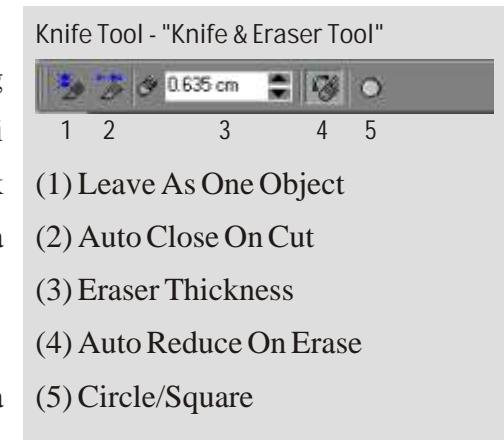 Knife Tool - "Knife & Eraser Tool"
0.635 cm
1 2 3 4 5
(1) Leave As One Object
(2) Auto Close On Cut
(3) Eraser Thickness
(4) Auto Reduce On Erase
(5) Circle/Square